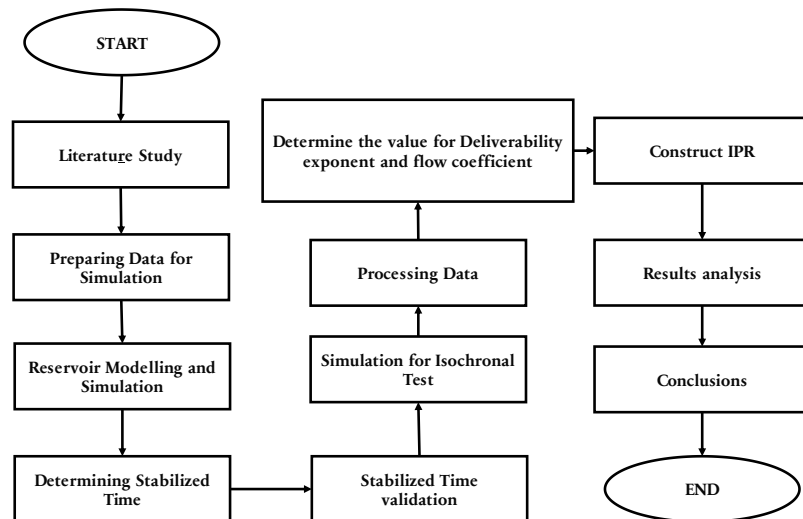 START
Literature Study
Preparing Data for
Simulation
Reservoir Modelling and
Simulation
Determining Stabilized
Time
Stabilized Time
validation
Simulation for Isochronal
Test
Processing Data
Determine the value for Deliverability
exponent and flow coefficient
Construct IPR
Results analysis
Conclusions
END